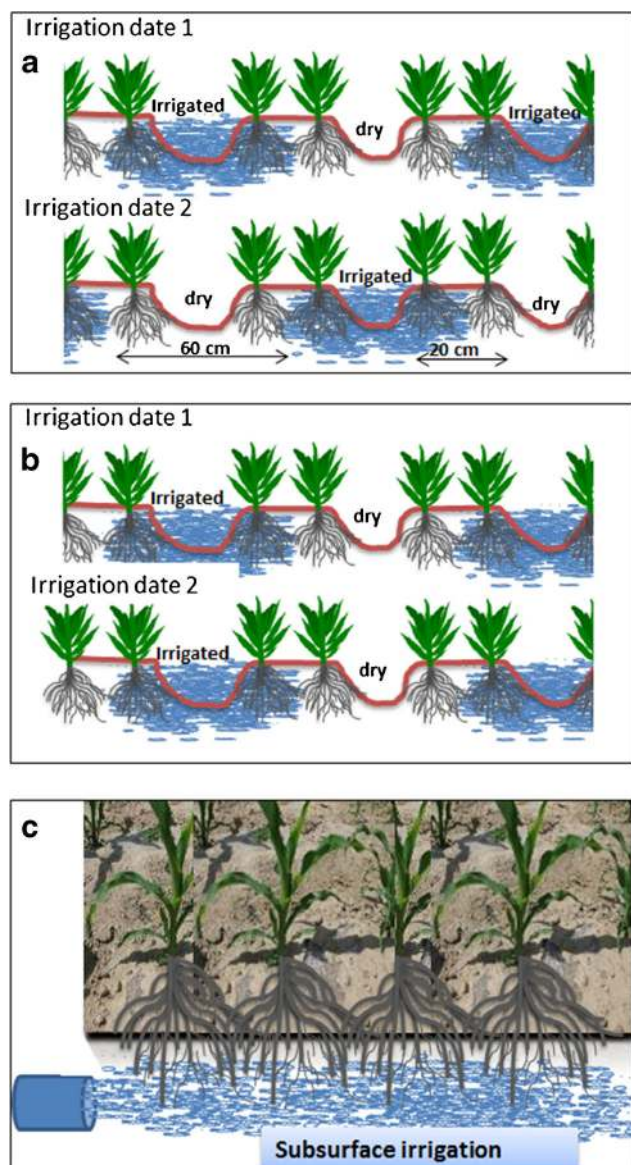 Irrigation date 1
a
Irrigated
dry
Irrigated
Irrigation date 2
dry
Irrigated
dry
60 cm
20 cm
Irrigation date 1
b
Irrigated
dry
Irrigation date 2
Irrigated
dry
c
Subsurface irrigation